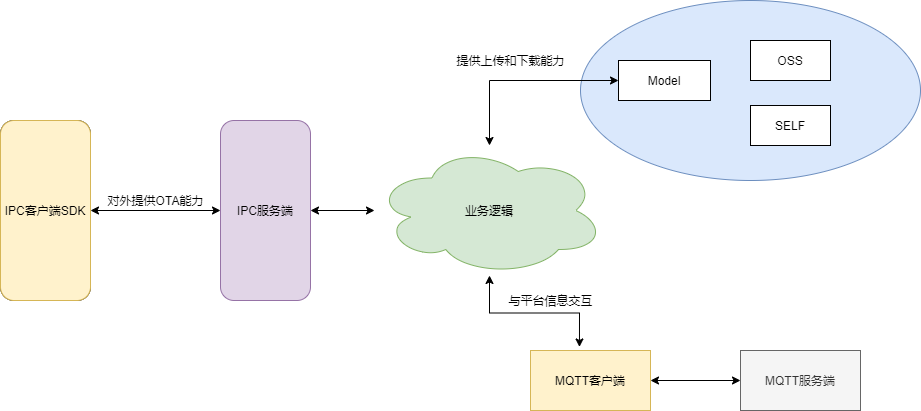 提供上传和下载能力
Model
OSS
SELF
IPC客户端SDK
对外提供OTA能力
IPC服务端
业务逻辑
与平台信息交互
MQTT客户端
MQTT服务端